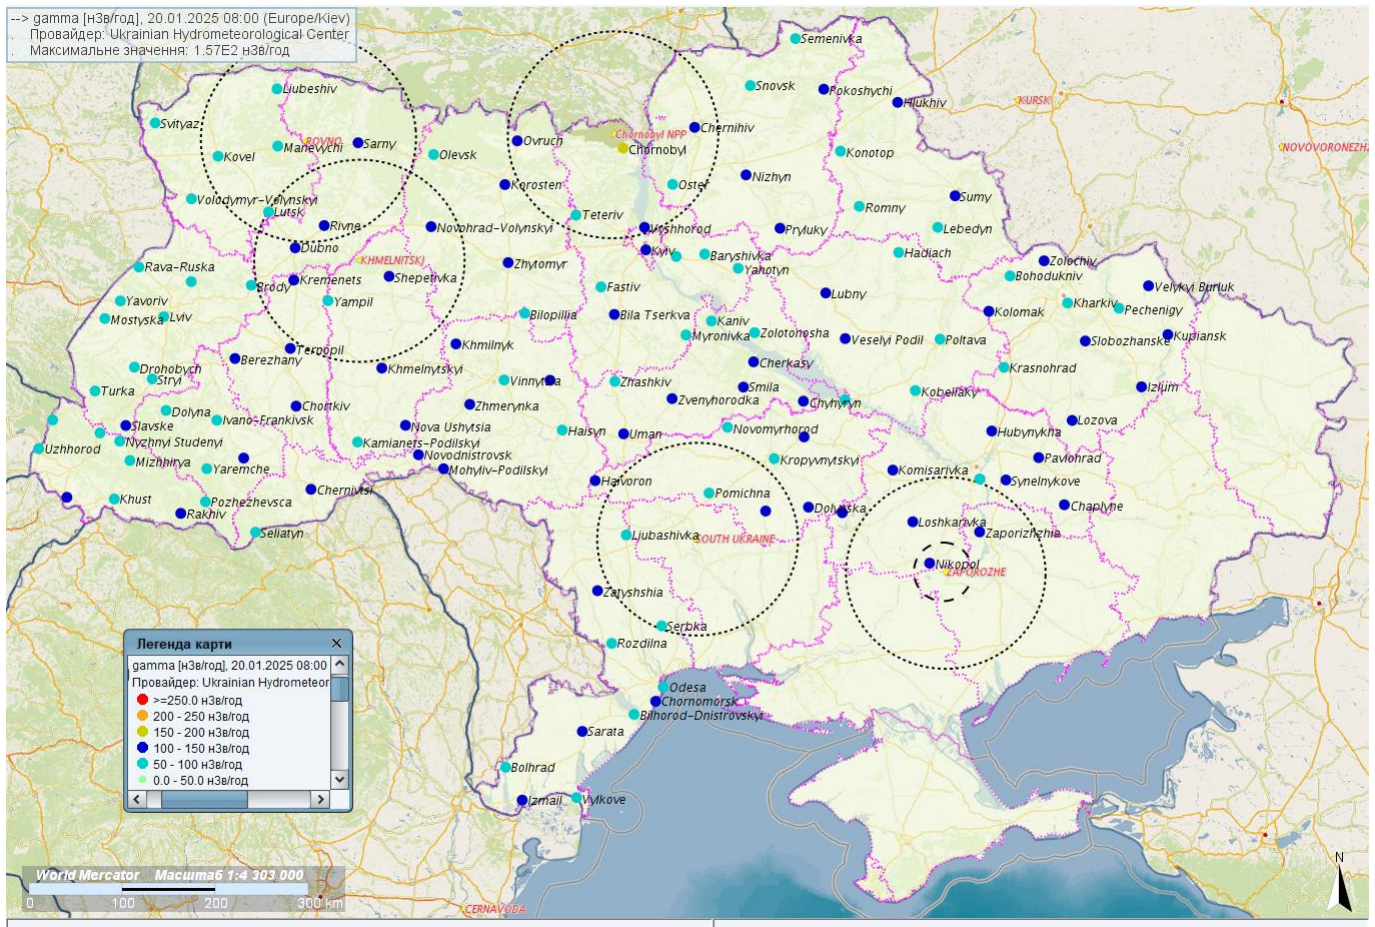 --> gamma [нЗв/год], 20.01.2025 08:00 (Europe/Kiev)
. Провайдер: Ukrainian Hydrometeorological Center
. Максимальне значення: 1.57E2 нЗв/год
Semenivka
Snovsk
Pokoshychi
Hlukhiv
KURSK
Liubeshiv
Svityaz
ROVNO
Manevychi
Sarny
Kovel
Olevsk
Ovruch
Chornobyl NPP
Chornobyl
Chernihiv
Konotop
NOVOVORONEZH
Korosten
Oster
Nizhyn
Sumy
Volodymyr-Volynskyi
Lutsk
Teteriv
Romny
Rivne
Novohrad-Volynskyi
Vyshhorod
Pryluky
Lebedyn
Dubno
Kyiv
Baryshivka
Hadiach
KHMELNITSKI
Zhytomyr
Yahotyn
Zolochiv
Rava-Ruska
Bohodukniv
Brody
Kremenets
Shepetivka
Fastiv
Lubny
Velykyi Burluk
Yavoriv
Yampil
Kharkiv
Pechenigy
Mostyska
Lviv
Bilopillia
Bila Tserkva
Kaniv
Kolomak
Myronivka
Zolotonosha
Veselyi Podil
Poltava
Slobozhanske
Kupiansk
Khmilnyk
Ternopil
Berezhany
Cherkasy
Drohobych
Stryi
Khmelnytskyi
Krasnohrad
Vinnytsia
Zhashkiv
Smila
Izium
Turka
Kobeliaky
Zvenyhorodka
Chyhyryn
Dolyna
Chortkiv
Zhmerynka
Ivano-Frankivsk
Lozova
Slavske
Nova Ushytsia
Haisyn
Uman
Novomyrhorod
Hubynykha
Nyzhnyi Studenyi
Kamianets-Podilskyi
Uzhhorod
Novodnistrovsk
Kropyvnytskyi
Pavlohrad
Mizhhirya
Yaremche
Mohyliv-Podilskyi
Komisarivka
Haivoron
Synelnykove
Chernivtsi
Pomichna
Khust
Pozhezhevsca
Dolynska
Chaplyne
Rakhiv
Loshkarivka
Seliatyn
Liubashivka
SOUTH UKRAINE
Zaporizhzhia
Nikopol
ZAPOROZHE
Zatyshshia
Serbka
Rozdilna
Легенда карти
gamma [нЗв/год], 20.01.2025 08:00
Провайдер: Ukrainian Hydrometeor
>=250.0 нЗв/год
200 - 250 нЗв/год
150 - 200 нЗв/год
100 - 150 нЗв/год
50 - 100 нЗв/год
0.0 - 50.0 нЗв/год
Odesa
Chornomorsk
Bilhorod-Dnistrovskyi
Sarata
Bolhrad
Izmail
Vylkove
World Mercator Масштаб 1:4 303 000
0 100 200 300 km
CERNAVODA
N